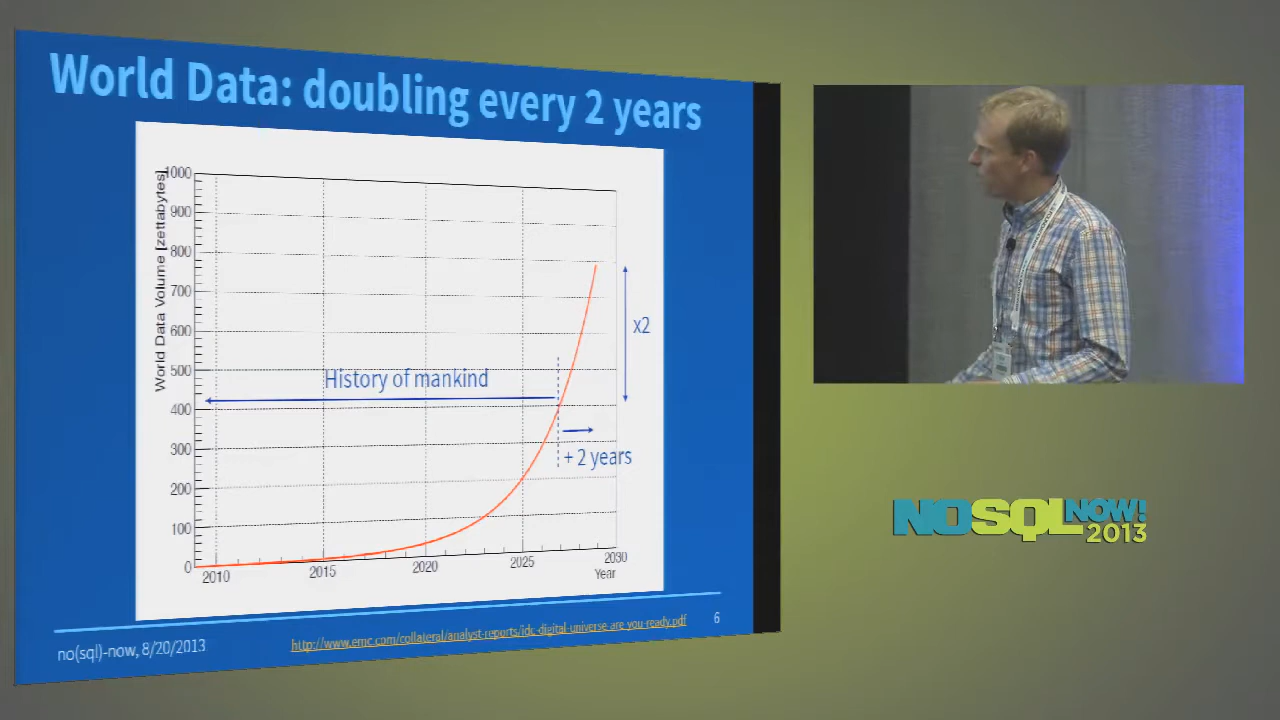 World Data: doubling every 2 years
World Data Volume [zettabytes]
1000
900
800
700
600
500
400
300
200
100
0
2010
2015
2020
2025
2030
Year
History of mankind
x2
+ 2 years
no(sql)-now, 8/20/2013
http://www.emc.com/collateral/analyst-reports/idc-digital-universe-are-you-ready.pdf
6
NOSQL NOW!
2013